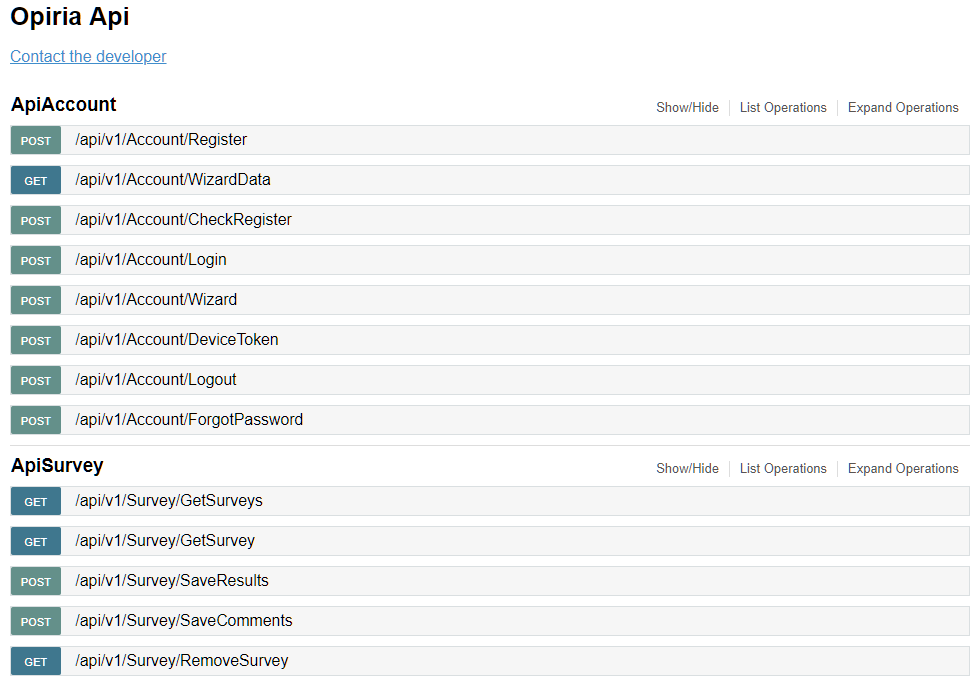 Opiria Api
Contact the developer
ApiAccount Show/Hide List Operations Expand Operations
POST /api/v1/Account/Register
GET /api/v1/Account/WizardData
POST /api/v1/Account/CheckRegister
POST /api/v1/Account/Login
POST /api/v1/Account/Wizard
POST /api/v1/Account/DeviceToken
POST /api/v1/Account/Logout
POST /api/v1/Account/ForgotPassword
ApiSurvey Show/Hide List Operations Expand Operations
GET /api/v1/Survey/GetSurveys
GET /api/v1/Survey/GetSurvey
POST /api/v1/Survey/SaveResults
POST /api/v1/Survey/SaveComments
GET /api/v1/Survey/RemoveSurvey